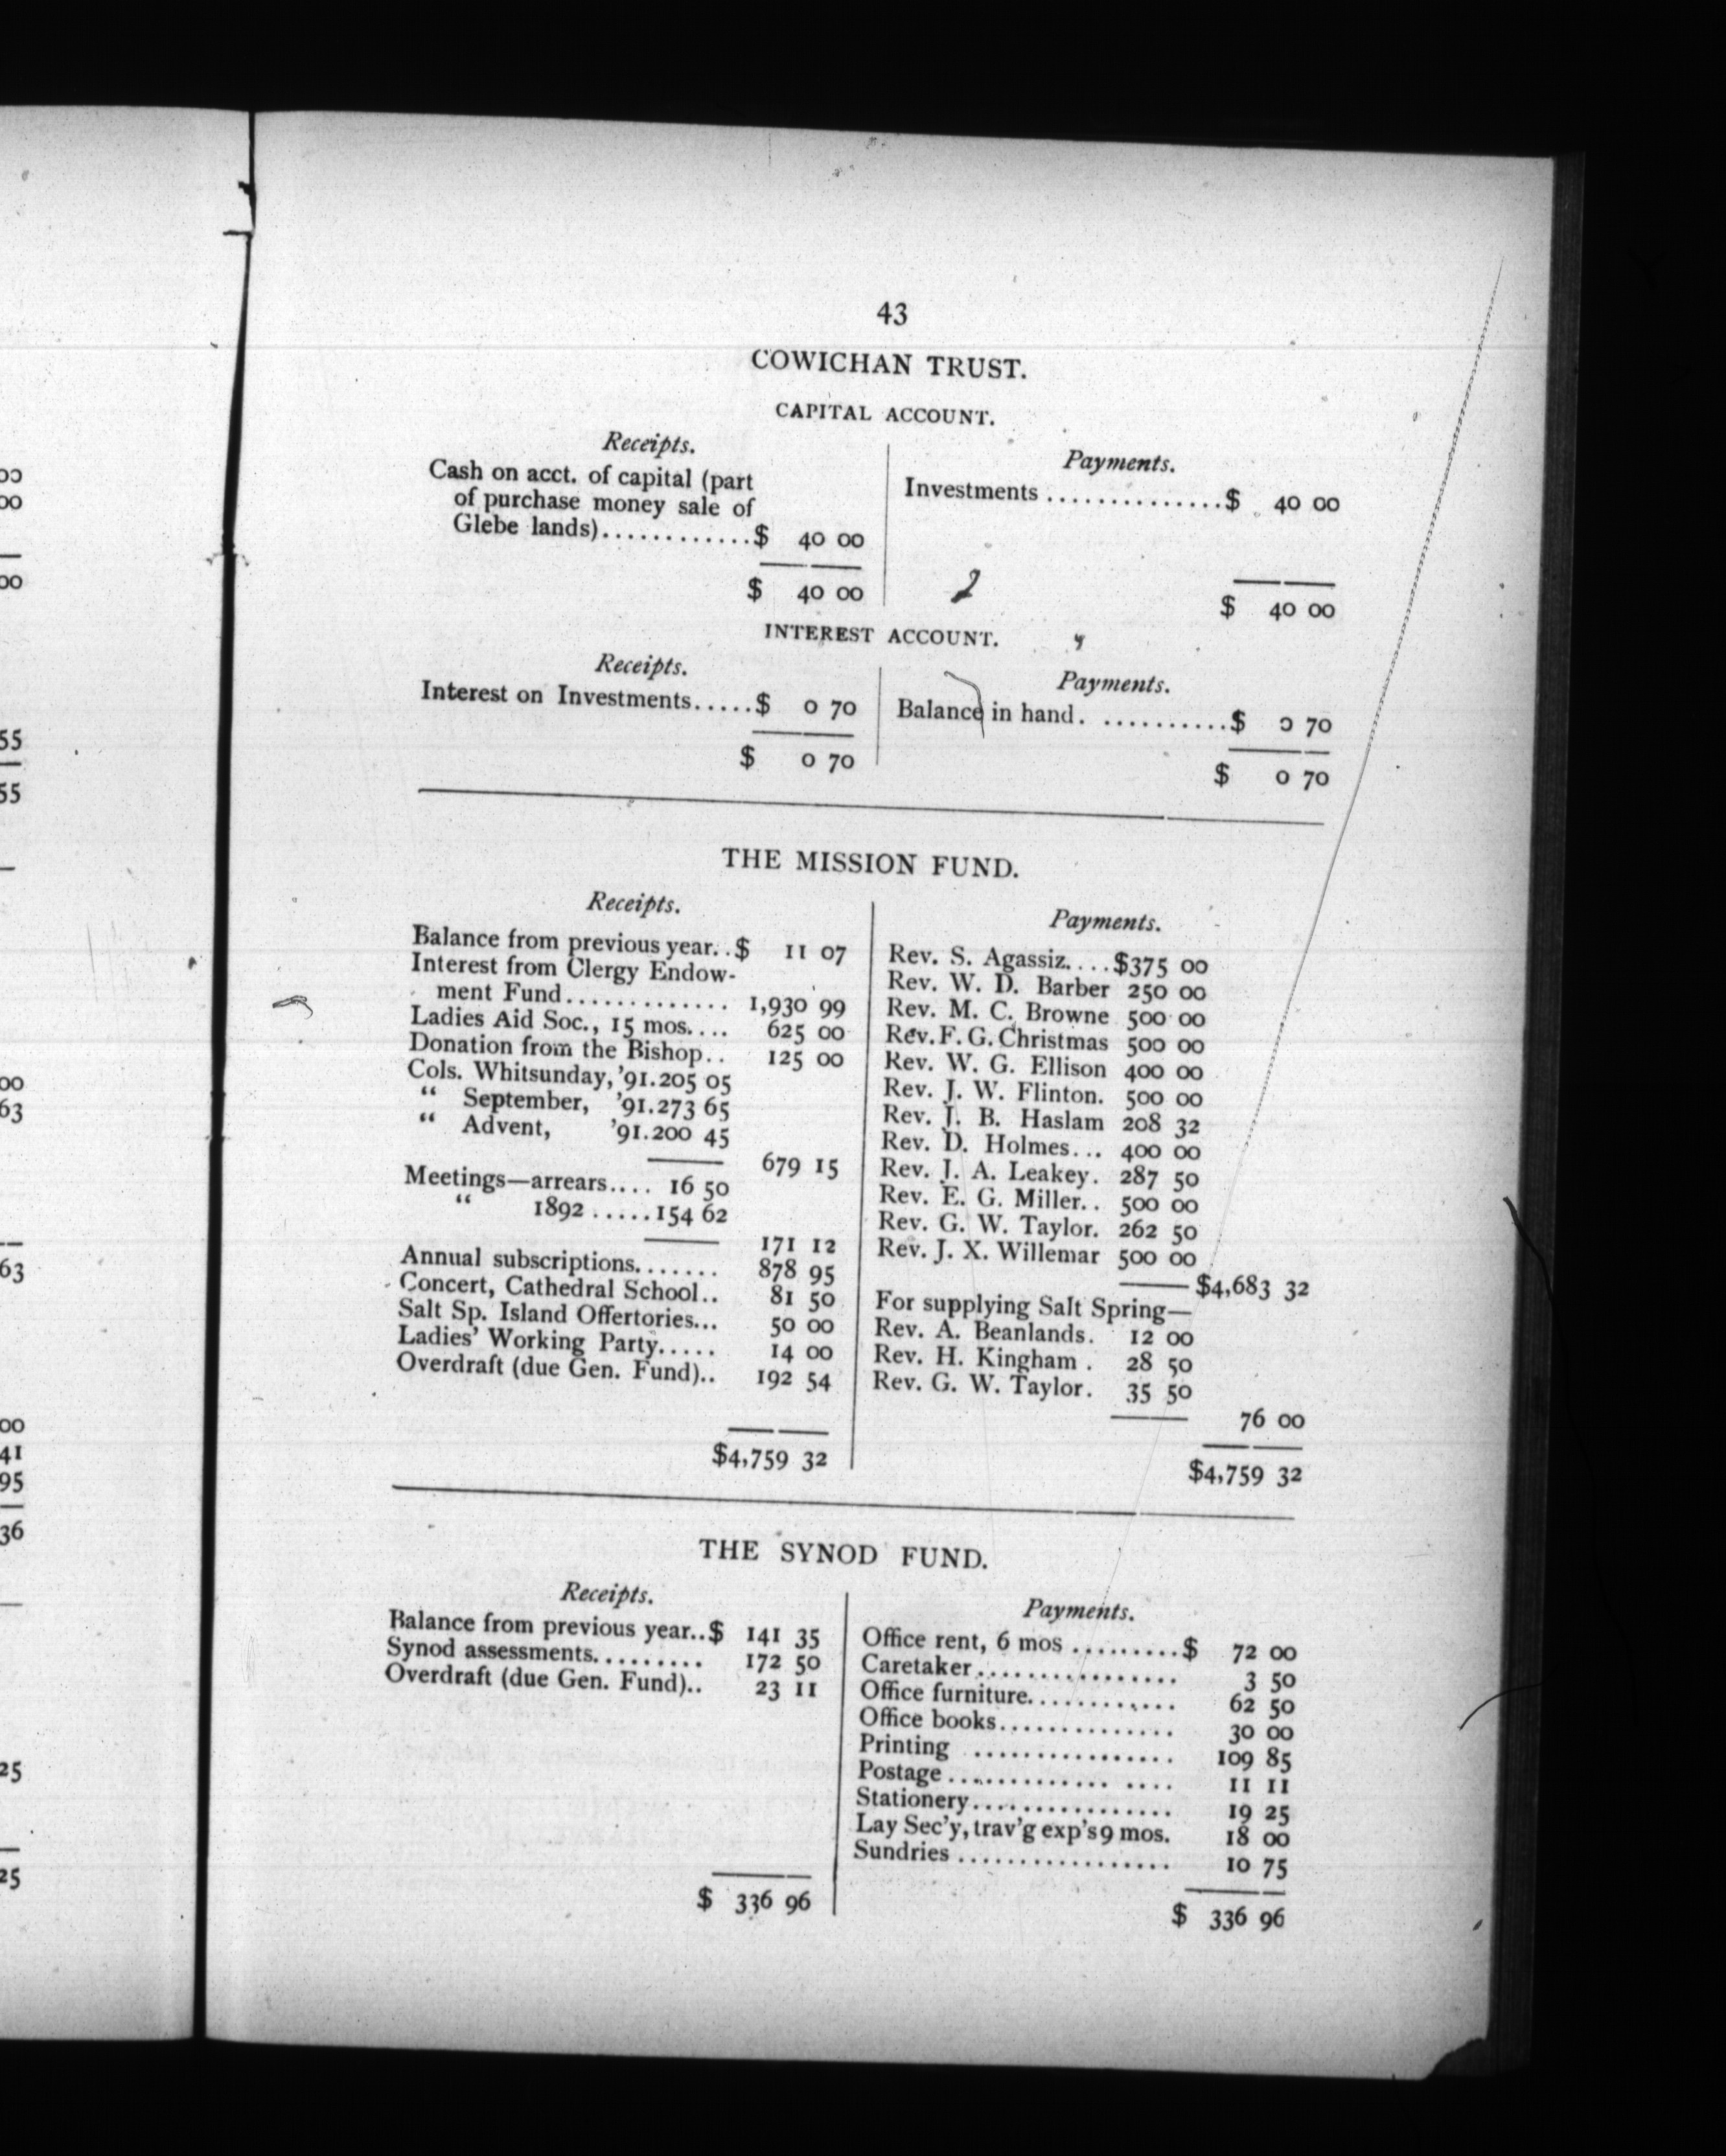 43
COWICHAN TRUST.
CAPITAL ACCOUNT.
Receipts.
Cash on acct. of capital (part
of purchase money sale of
Glebe lands)............$ 40 00
$ 40 00
Payments.
Investments..............$ 40 00
$ 40 00
INTEREST ACCOUNT.
Receipts.
Interest on Investments.....$ 0 70
$ 0 70
Payments.
Balance in hand. ..........$ 0 70
$ 0 70
THE MISSION FUND.
Receipts.
Balance from previous year..$ 11 07
Interest from Clergy Endow-
ment Fund............. 1,930 99
Ladies Aid Soc., 15 mos.... 625 00
Donation from the Bishop.. 125 00
Cols. Whitsunday, '91.205 05
“ September, '91.273 65
“ Advent, '91.200 45
679 15
Meetings—arrears.... 16 50
“ 1892 .....154 62
171 12
Annual subscriptions....... 878 95
Concert, Cathedral School.. 81 50
Salt Sp. Island Offertories... 50 00
Ladies' Working Party..... 14 00
Overdraft (due Gen. Fund).. 192 54
$4,759 32
Payments.
Rev. S. Agassiz....$375 00
Rev. W. D. Barber 250 00
Rev. M. C. Browne 500 00
Rev. F. G. Christmas 500 00
Rev. W. G. Ellison 400 00
Rev. J. W. Flinton. 500 00
Rev. J. B. Haslam 208 32
Rev. D. Holmes... 400 00
Rev. J. A. Leakey. 287 50
Rev. E. G. Miller.. 500 00
Rev. G. W. Taylor. 262 50
Rev. J. X. Willemar 500 00
$4,683 32
For supplying Salt Spring—
Rev. A. Beanlands. 12 00
Rev. H. Kingham . 28 50
Rev. G. W. Taylor. 35 50
76 00
$4,759 32
THE SYNOD FUND.
Receipts.
Balance from previous year..$ 141 35
Synod assessments......... 172 50
Overdraft (due Gen. Fund).. 23 11
$ 336 96
Payments.
Office rent, 6 mos .........$ 72 00
Caretaker................ 3 50
Office furniture............ 62 50
Office books.............. 30 00
Printing ................ 109 85
Postage ............. .... 11 11
Stationery................ 19 25
Lay Sec'y, trav'g exp's 9 mos. 18 00
Sundries ................. 10 75
$ 336 96